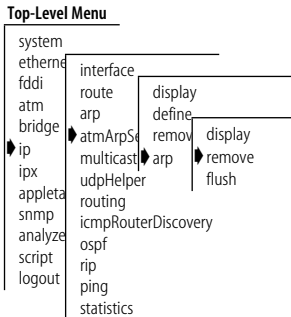 Top-Level Menu
system
etherne
fddi
atm
bridge
ip
ipx
appleta
snmp
analyze
script
logout
interface
route
arp
atmArpSe
multicast
udpHelper
routing
icmpRouterDiscovery
ospf
rip
ping
statistics
display
define
remov
arp
display
remove
flush